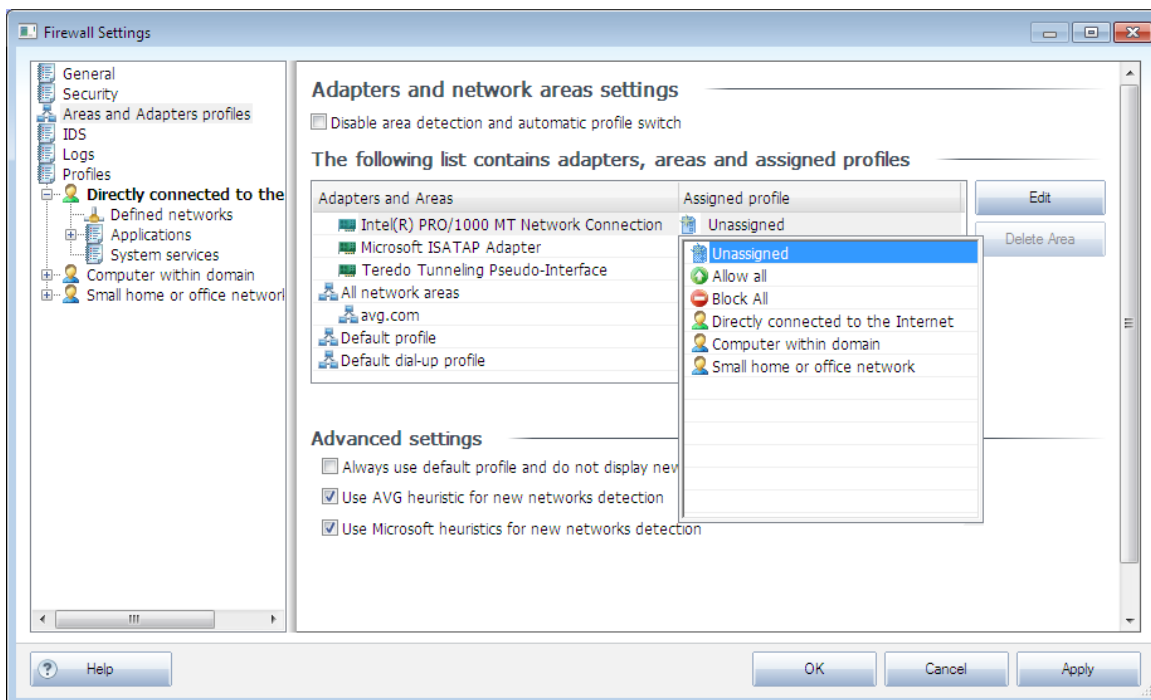 Firewall Settings
General
Security
Areas and Adapters profiles
IDS
Logs
Profiles
Directly connected to the
Defined networks
Applications
System services
Computer within domain
Small home or office networ
Adapters and network areas settings
Disable area detection and automatic profile switch
The following list contains adapters, areas and assigned profiles
Adapters and Areas Assigned profile
Intel(R) PRO/1000 MT Network Connection Unassigned
Microsoft ISATAP Adapter
Teredo Tunneling Pseudo-Interface
All network areas
avg.com
Default profile
Default dial-up profile
Unassigned
Allow all
Block All
Directly connected to the Internet
Computer within domain
Small home or office network
Edit
Delete Area
Advanced settings
Always use default profile and do not display new
Use AVG heuristic for new networks detection
Use Microsoft heuristics for new networks detection
? Help
OK
Cancel
Apply